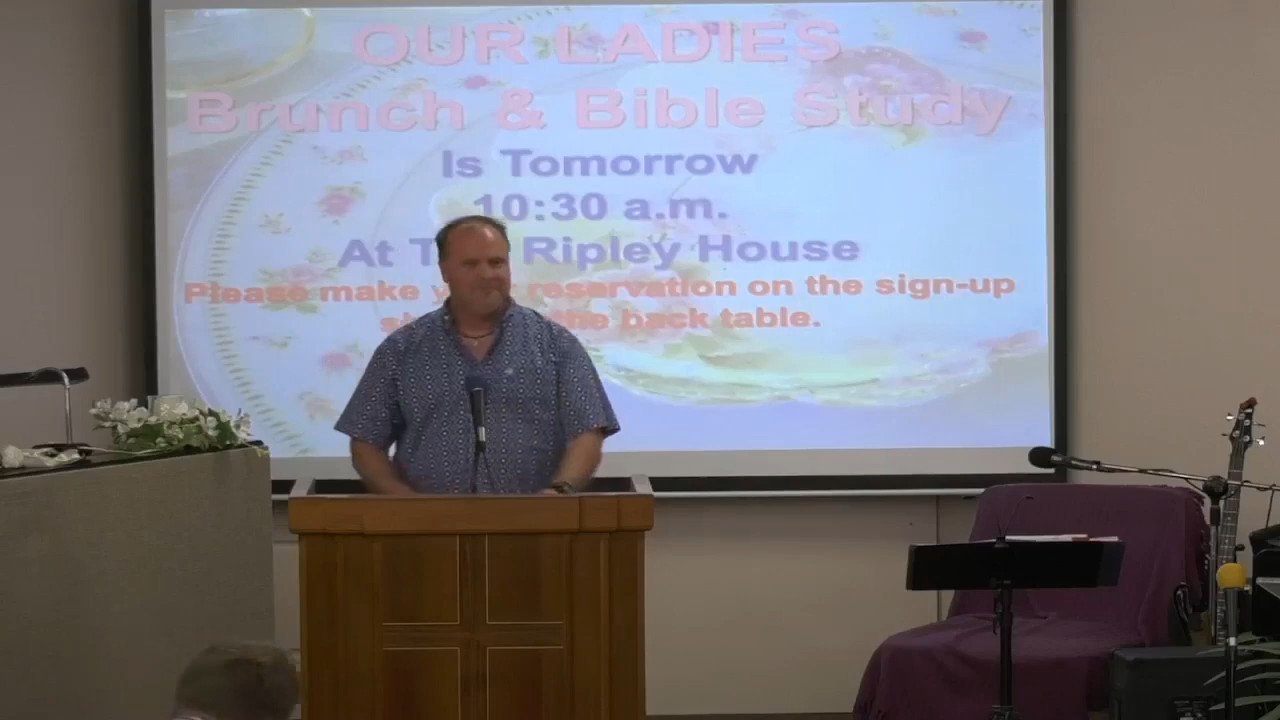 OUR LADIES
Brunch & Bible Study
Is Tomorrow
10:30 a.m.
At Ripley House
Please make reservation on the sign-up
the back table.